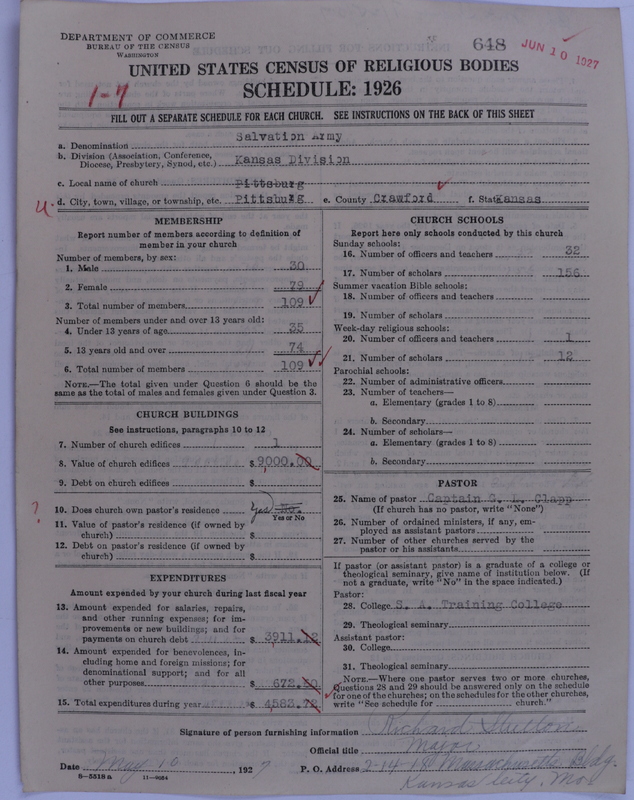 DEPARTMENT OF COMMERCE
BUREAU OF THE CENSUS
WASHINGTON
648
JUN 10 1927
UNITED STATES CENSUS OF RELIGIOUS BODIES
SCHEDULE: 1926
1-7
FILL OUT A SEPARATE SCHEDULE FOR EACH CHURCH. SEE INSTRUCTIONS ON THE BACK OF THIS SHEET
a. Denomination Salvation Army
b. Division (Association, Conference, Diocese, Presbytery, Synod, etc.) Kansas Division
c. Local name of church Pittsburg
d. City, town, village, or township, etc. Pittsburg e. County Crawford f. State Kansas
MEMBERSHIP
Report number of members according to definition of
member in your church
Number of members, by sex:
1. Male 30
2. Female 79
3. Total number of members 109
Number of members under and over 13 years old:
4. Under 13 years of age 35
5. 13 years old and over 74
6. Total number of members 109
NOTE.—The total given under Question 6 should be
same as the total of males and females given under Question 3.
CHURCH BUILDINGS
See instructions, paragraphs 10 to 12
7. Number of church edifices 1
8. Value of church edifices $ 9000.00
9. Debt on church edifices $
10. Does church own pastor's residence Yes No
Yes or No
?
11. Value of pastor's residence (if owned by
church) $
12. Debt on pastor's residence (if owned by
church) $
EXPENDITURES
Amount expended by your church during last fiscal year
13. Amount expended for salaries, repairs,
and other running expenses; for im-
provements or new buildings; and for
payments on church debt $ 3911.12
14. Amount expended for benevolences, in-
cluding home and foreign missions; for
denominational support; and for all
other purposes $ 672.60
15. Total expenditures during year $ 4583.72
CHURCH SCHOOLS
Report here only schools conducted by this church
Sunday schools:
16. Number of officers and teachers 32
17. Number of scholars 156
Summer vacation Bible schools:
18. Number of officers and teachers
19. Number of scholars
Week-day religious schools:
20. Number of officers and teachers 1
21. Number of scholars 12
Parochial schools:
22. Number of administrative officers
23. Number of teachers—
a. Elementary (grades 1 to 8)
b. Secondary
24. Number of scholars—
a. Elementary (grades 1 to 8)
b. Secondary
PASTOR
25. Name of pastor Captain G. L. Clapp
(If church has no pastor, write "None")
26. Number of ordained ministers, if any, em-
ployed as assistant pastors
27. Number of other churches served by the
pastor or his assistants
If pastor (or assistant pastor) is a graduate of a college or
theological seminary, give name of institution below. (If
not a graduate, write "No" in the space indicated.)
Pastor:
28. College S. A. Training College
29. Theological seminary
Assistant pastor:
30. College
31. Theological seminary
NOTE.—Where one pastor serves two or more churches,
Questions 28 and 29 should be answered only on the schedule
for one of the churches; on the schedules for the other churches,
write "See schedule for church."
Signature of person furnishing information Richard
Official title Major
Date May 10, 1927 P. O. Address Massachusetts Bldg.
Kansas City, Mo
8-5518 a 11-9034